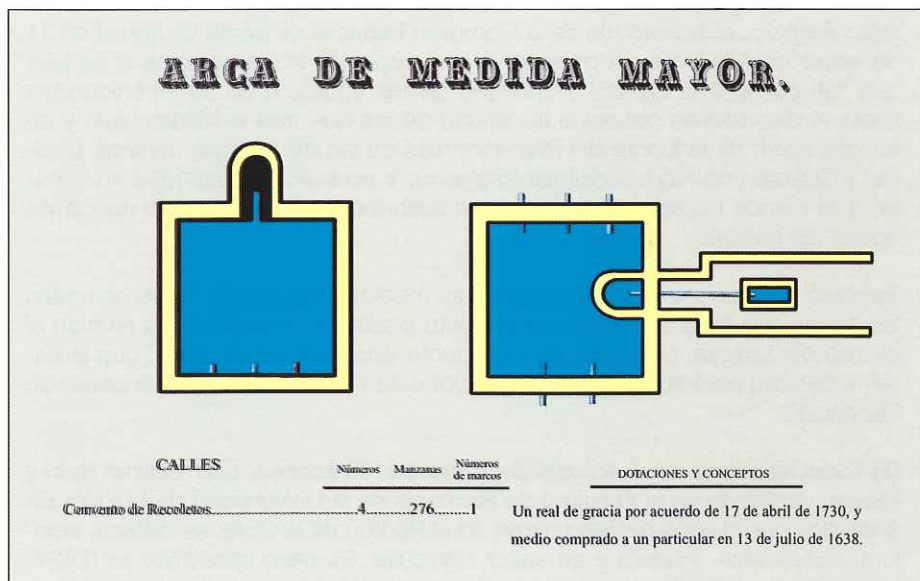 ARCA DE MEDIDA MAYOR.
CALLES
Números Manzanas Números de marcos
DOTACIONES Y CONCEPTOS
Convento de Recoletos 4 276 1
Un real de gracia por acuerdo de 17 de abril de 1730, y
medio comprado a un particular en 13 de julio de 1638.